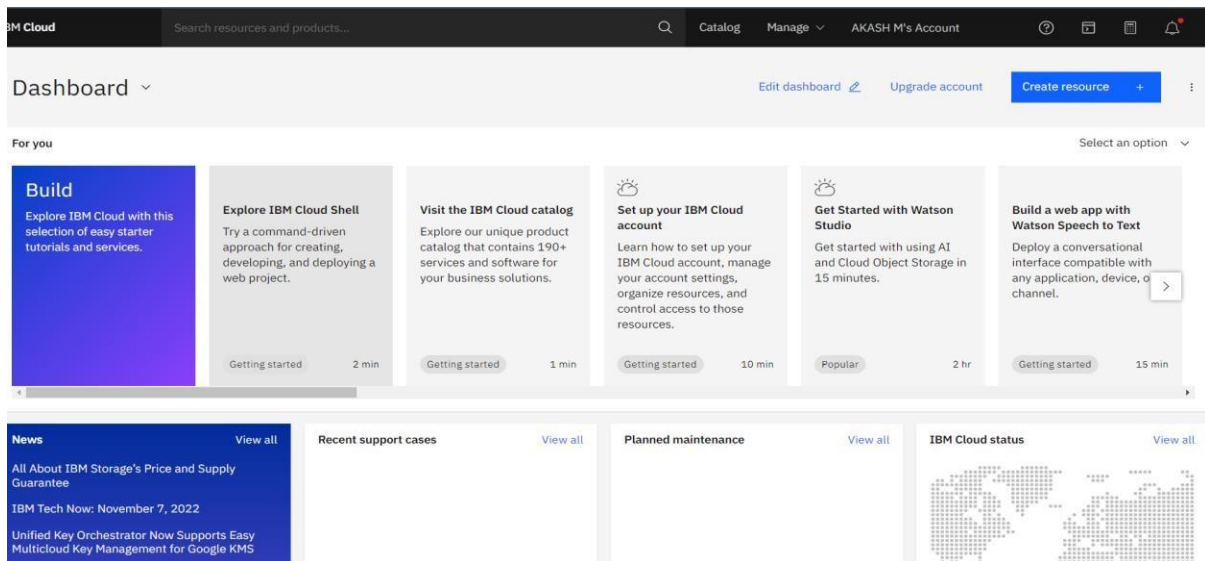 BM Cloud
Search resources and products...
Catalog
Manage
AKASH M's Account
Dashboard
Edit dashboard
Upgrade account
Create resource +
For you
Select an option
Build
Explore IBM Cloud with this
selection of easy starter
tutorials and services.
Explore IBM Cloud Shell
Try a command-driven
approach for creating,
developing, and deploying a
web project.
Getting started
2 min
Visit the IBM Cloud catalog
Explore our unique product
catalog that contains 190+
services and software for
your business solutions.
Getting started
1 min
Set up your IBM Cloud
account
Learn how to set up your
IBM Cloud account, manage
your account settings,
organize resources, and
control access to those
resources.
Getting started
10 min
Get Started with Watson
Studio
Get started with using AI
and Cloud Object Storage in
15 minutes.
Popular
2 hr
Build a web app with
Watson Speech to Text
Deploy a conversational
interface compatible with
any application, device, o
channel.
Getting started
15 min
News
View all
All About IBM Storage's Price and Supply
Guarantee
IBM Tech Now: November 7, 2022
Unified Key Orchestrator Now Supports Easy
Multicloud Key Management for Google KMS
Recent support cases
View all
Planned maintenance
View all
IBM Cloud status
View all